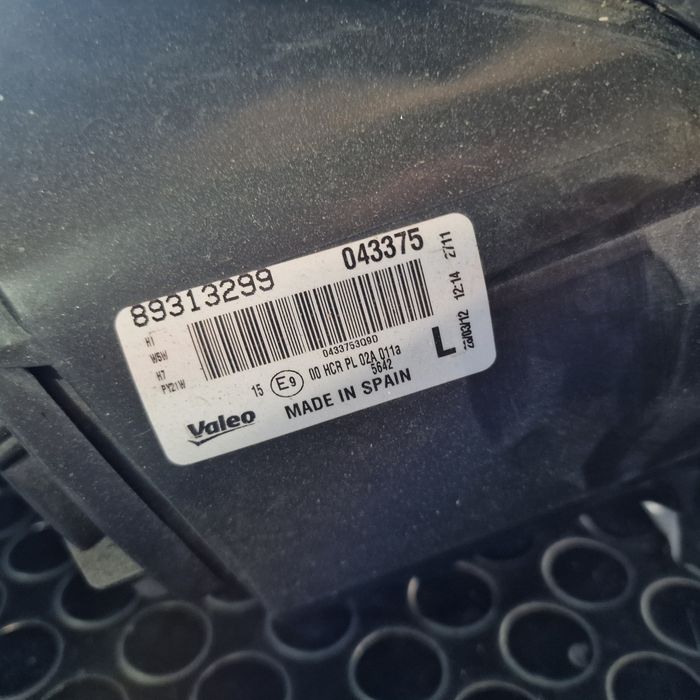 89313299 043375
H1
W5W
H7
PY21W
0433753090
15 E9 00 HCR PL 02A 011a
5642
L
Valeo MADE IN SPAIN
12:14 27/11